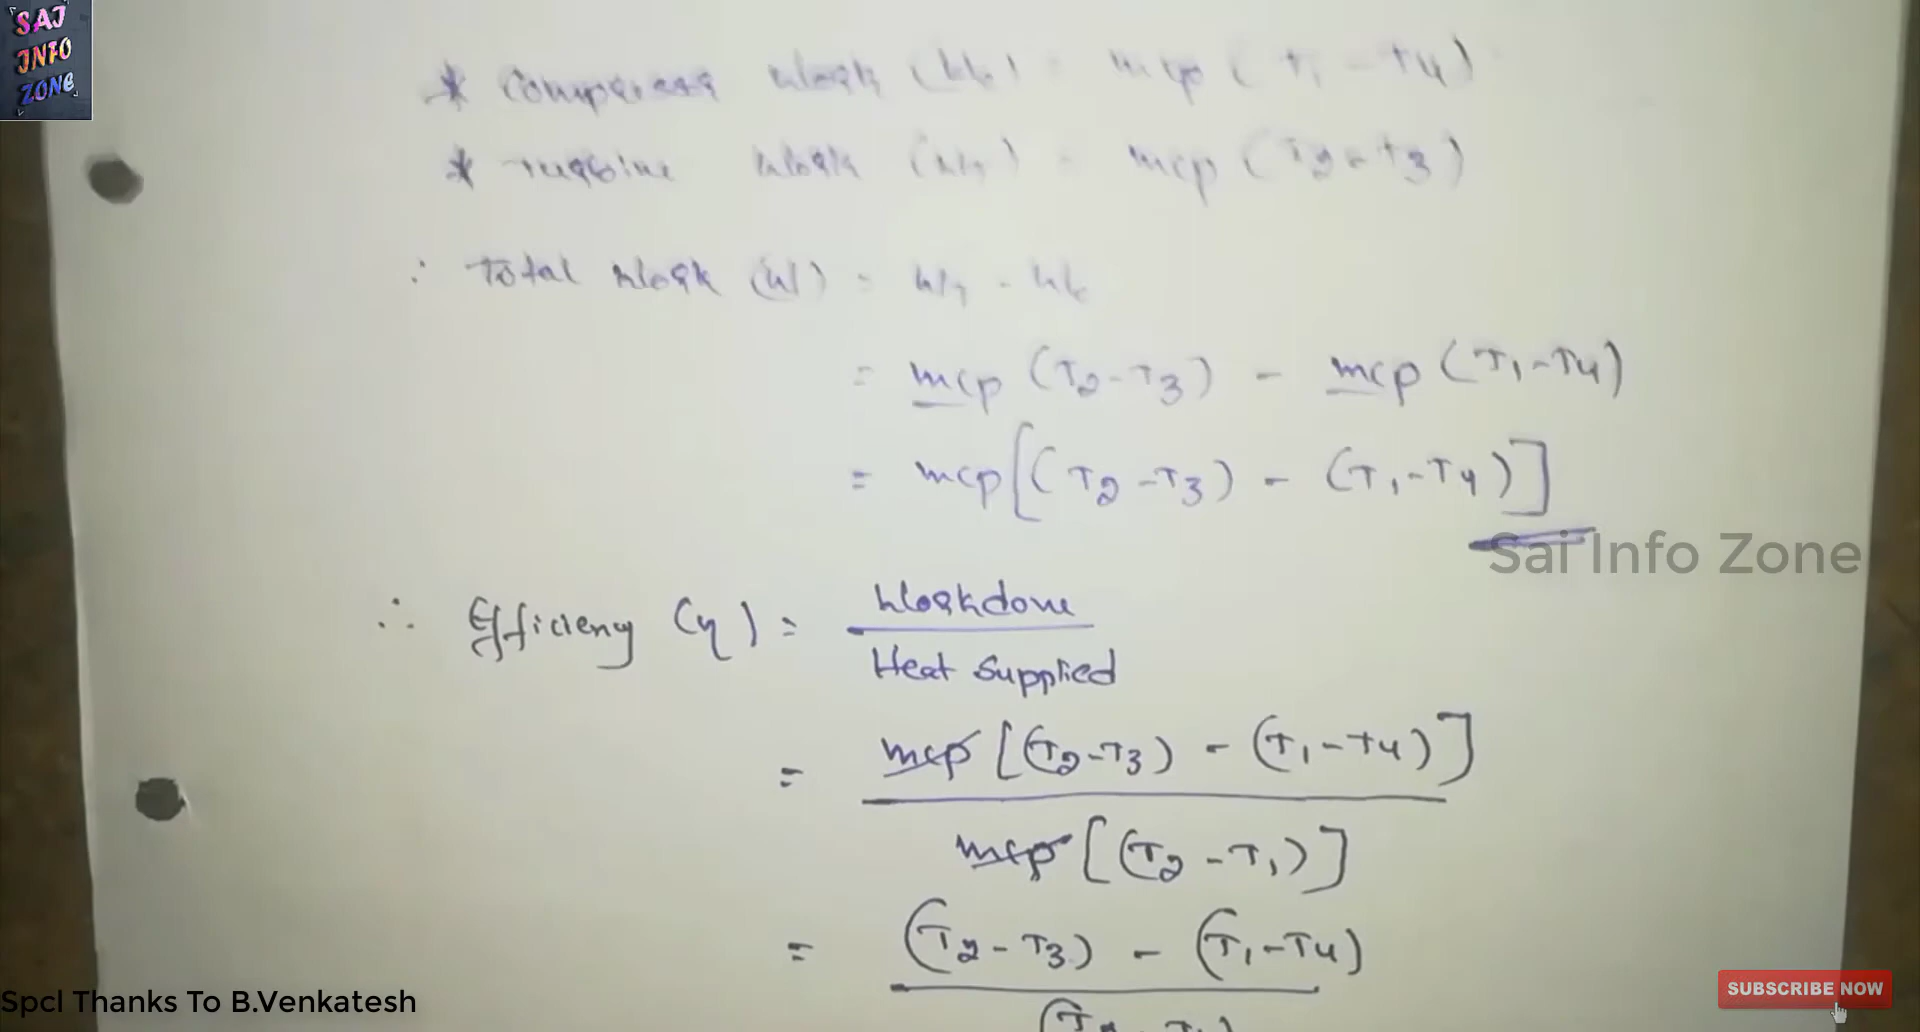 SAI
INFO
ZONE
* Compress work (Wc) = mcp (T1 - T4)
* Turbine work (WT) = mcp (T2 - T3)
∴ Total work (W) = WT - Wc
= mcp (T2 - T3) - mcp (T1 - T4)
= mcp [(T2 - T3) - (T1 - T4)]
Sai Info Zone
∴ Efficieny (η) = Workdone
Heat Supplied
= mcp [(T2 - T3) - (T1 - T4)]
mcp [(T2 - T1)]
= (T2 - T3) - (T1 - T4)
SUBSCRIBE NOW
Spcl Thanks To B.Venkatesh